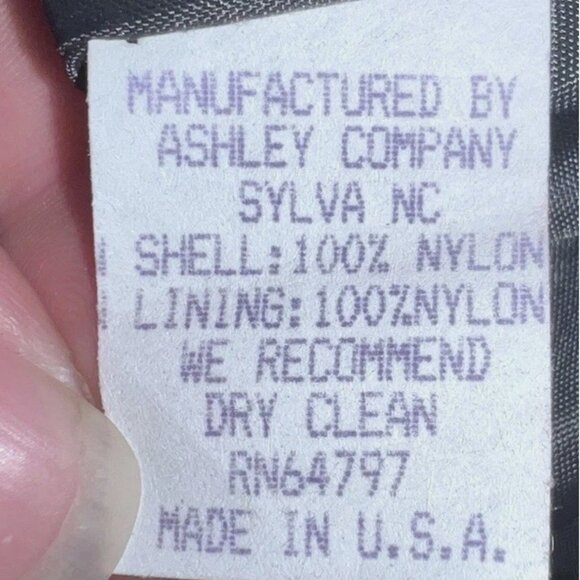 MANUFACTURED BY
ASHLEY COMPANY
SYLVA NC
SHELL:100% NYLON
LINING:100%NYLON
WE RECOMMEND
DRY CLEAN
RN64797
MADE IN U.S.A.